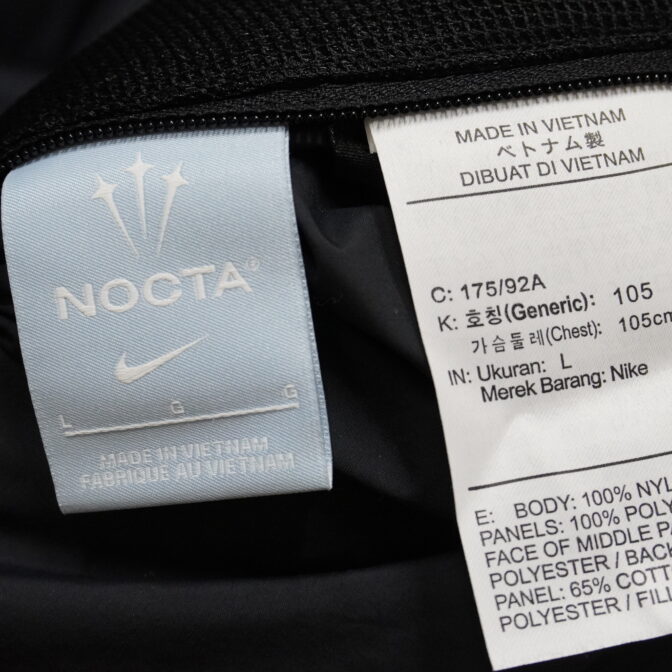 NOCTA®
L G G
MADE IN VIETNAM
FABRIQUE AU VIETNAM
MADE IN VIETNAM
ベトナム製
DIBUAT DI VIETNAM
C: 175/92A
K: 호칭(Generic): 105
가슴둘레(Chest): 105cm
IN: Ukuran: L
Merek Barang: Nike
E: BODY: 100% NYL
PANELS: 100% POLY
FACE OF MIDDLE PA
POLYESTER / BACK
PANEL: 65% COTT
POLYESTER / FILL